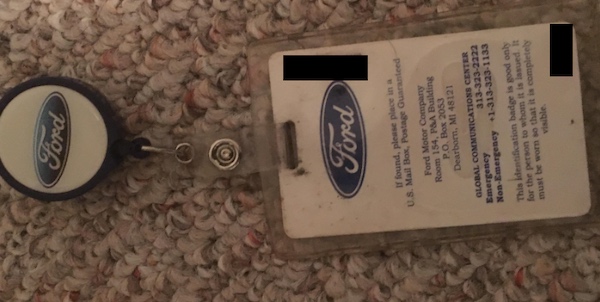 Ford
Ford
If found, please place in a
U.S. Mail Box, Postage Guaranteed
Ford Motor Company
Room 154, P&A Building
P.O. Box 2053
Dearborn, MI 48121
GLOBAL COMMUNICATIONS CENTER
Emergency 313-323-2222
Non-Emergency +1-313-323-1133
This identification badge is good only
for the person to whom it is issued. It
must be worn so that it is completely
visible.